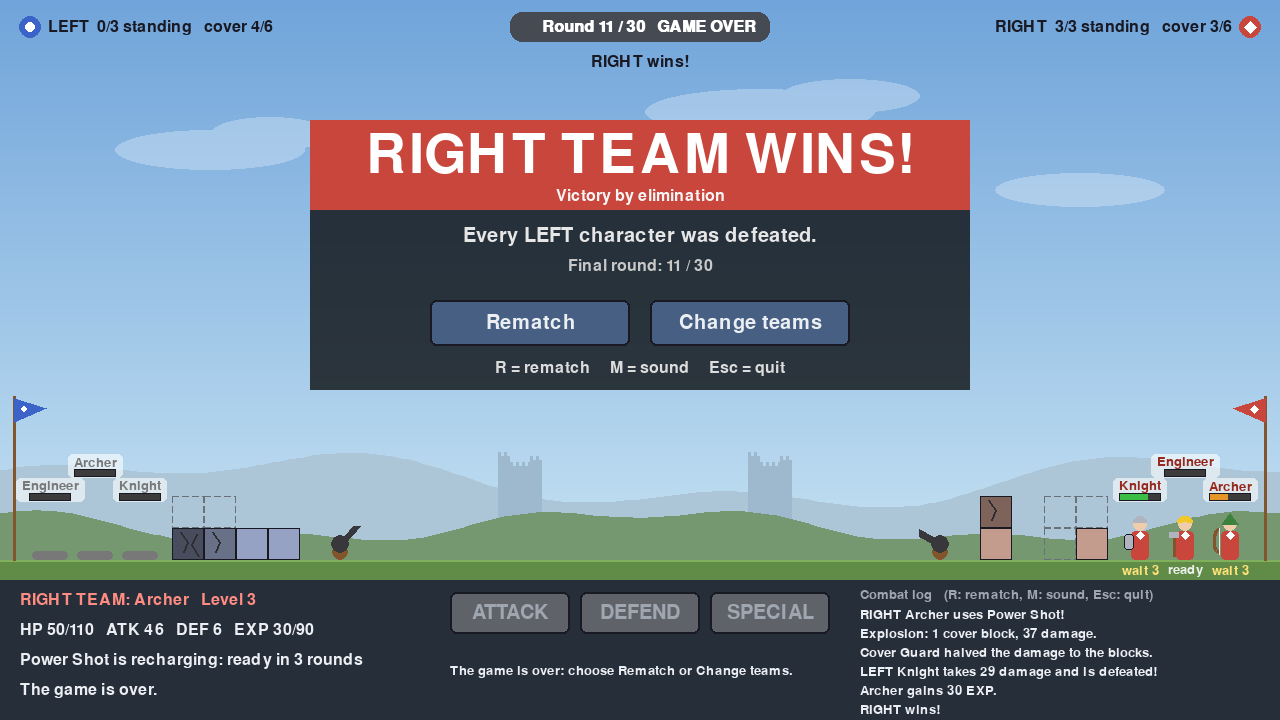 LEFT 0/3 standing cover 4/6
Round 11 / 30 GAME OVER
RIGHT 3/3 standing cover 3/6
RIGHT wins!
RIGHT TEAM WINS!
Victory by elimination
Every LEFT character was defeated.
Final round: 11 / 30
Rematch
Change teams
R = rematch M = sound Esc = quit
Archer
Engineer
Knight
Engineer
Knight
Archer
wait 3
ready
wait 3
RIGHT TEAM: Archer Level 3
HP 50/110 ATK 46 DEF 6 EXP 30/90
Power Shot is recharging: ready in 3 rounds
The game is over.
ATTACK
DEFEND
SPECIAL
The game is over: choose Rematch or Change teams.
Combat log (R: rematch, M: sound, Esc: quit)
RIGHT Archer uses Power Shot!
Explosion: 1 cover block, 37 damage.
Cover Guard halved the damage to the blocks.
LEFT Knight takes 29 damage and is defeated!
Archer gains 30 EXP.
RIGHT wins!